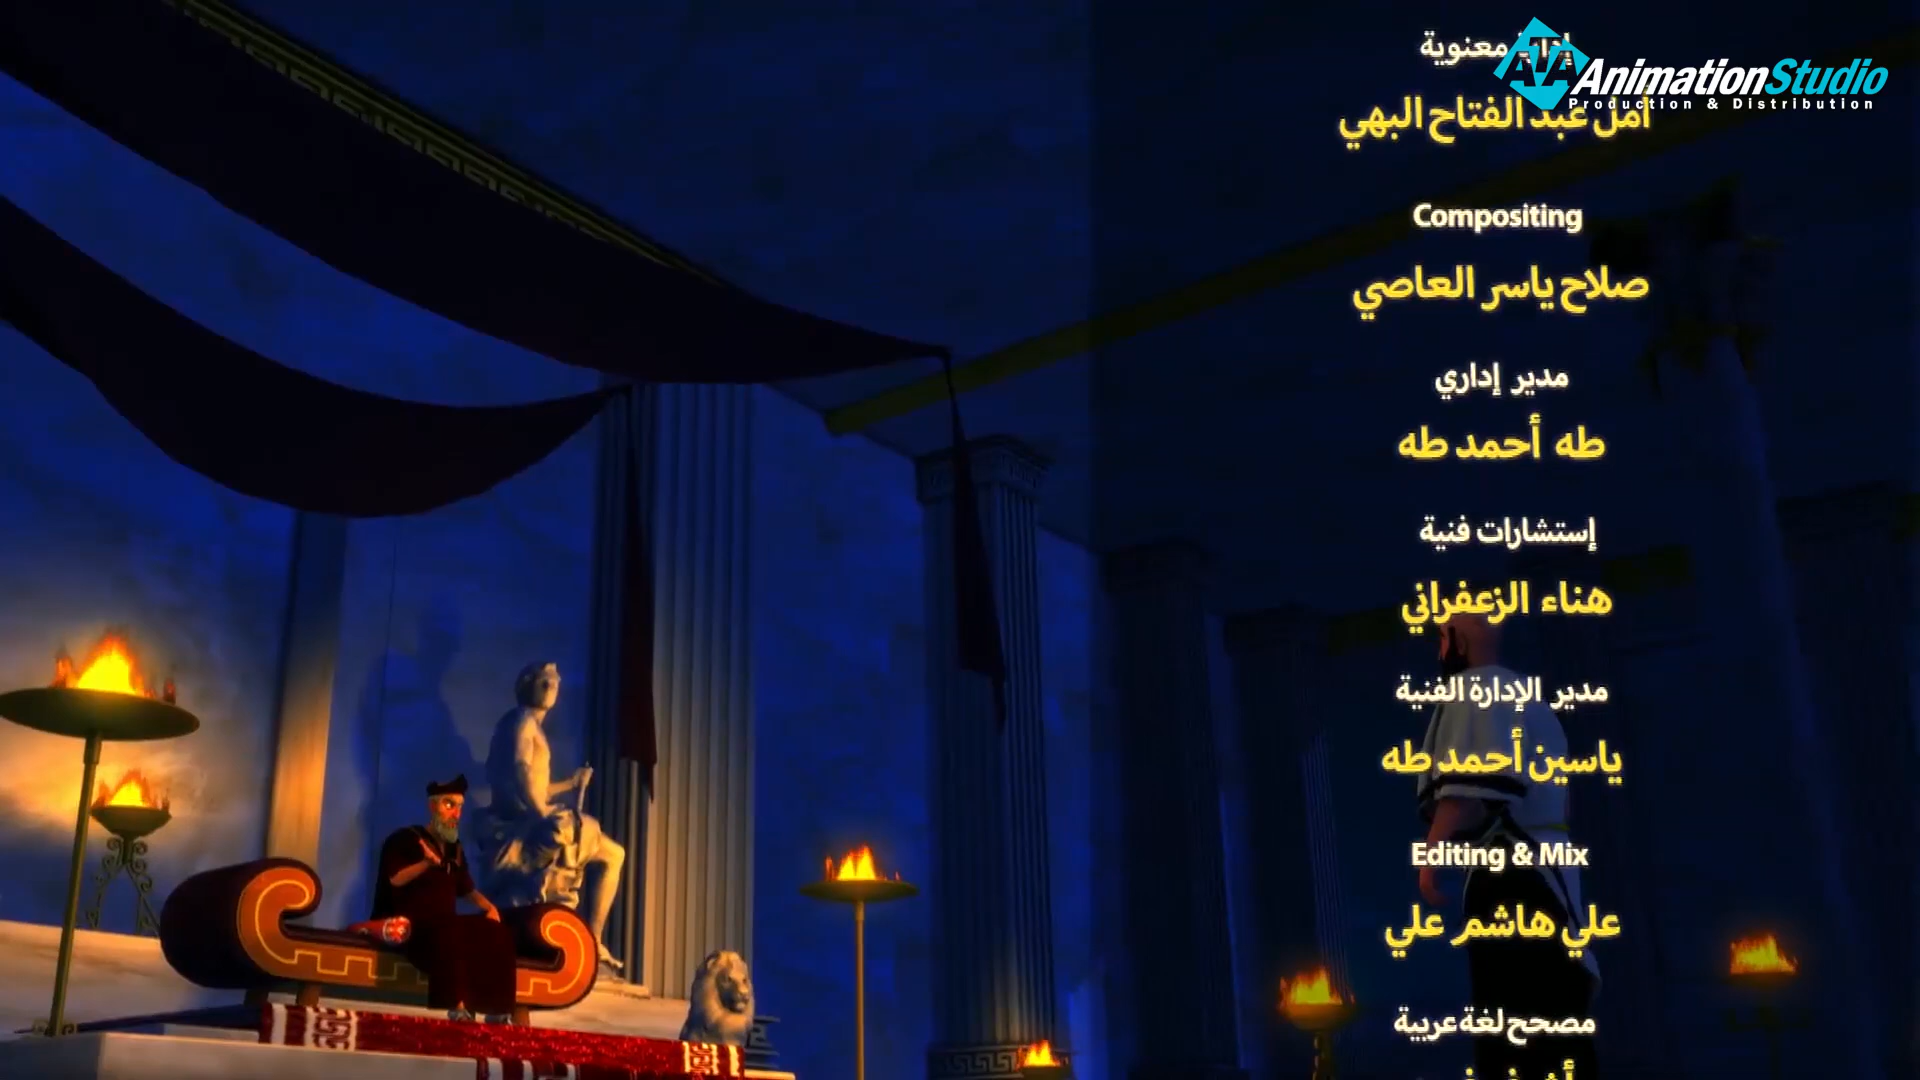 إدارة معنوية
AWA AnimationStudio
Production & Distribution
أمل عبد الفتاح البهي
Compositing
صلاح ياسر العاصي
مدير إداري
طه أحمد طه
إستشارات فنية
هناء الزعفراني
مدير الإدارة الفنية
ياسين أحمد طه
Editing & Mix
علي هاشم علي
مصحح لغة عربية